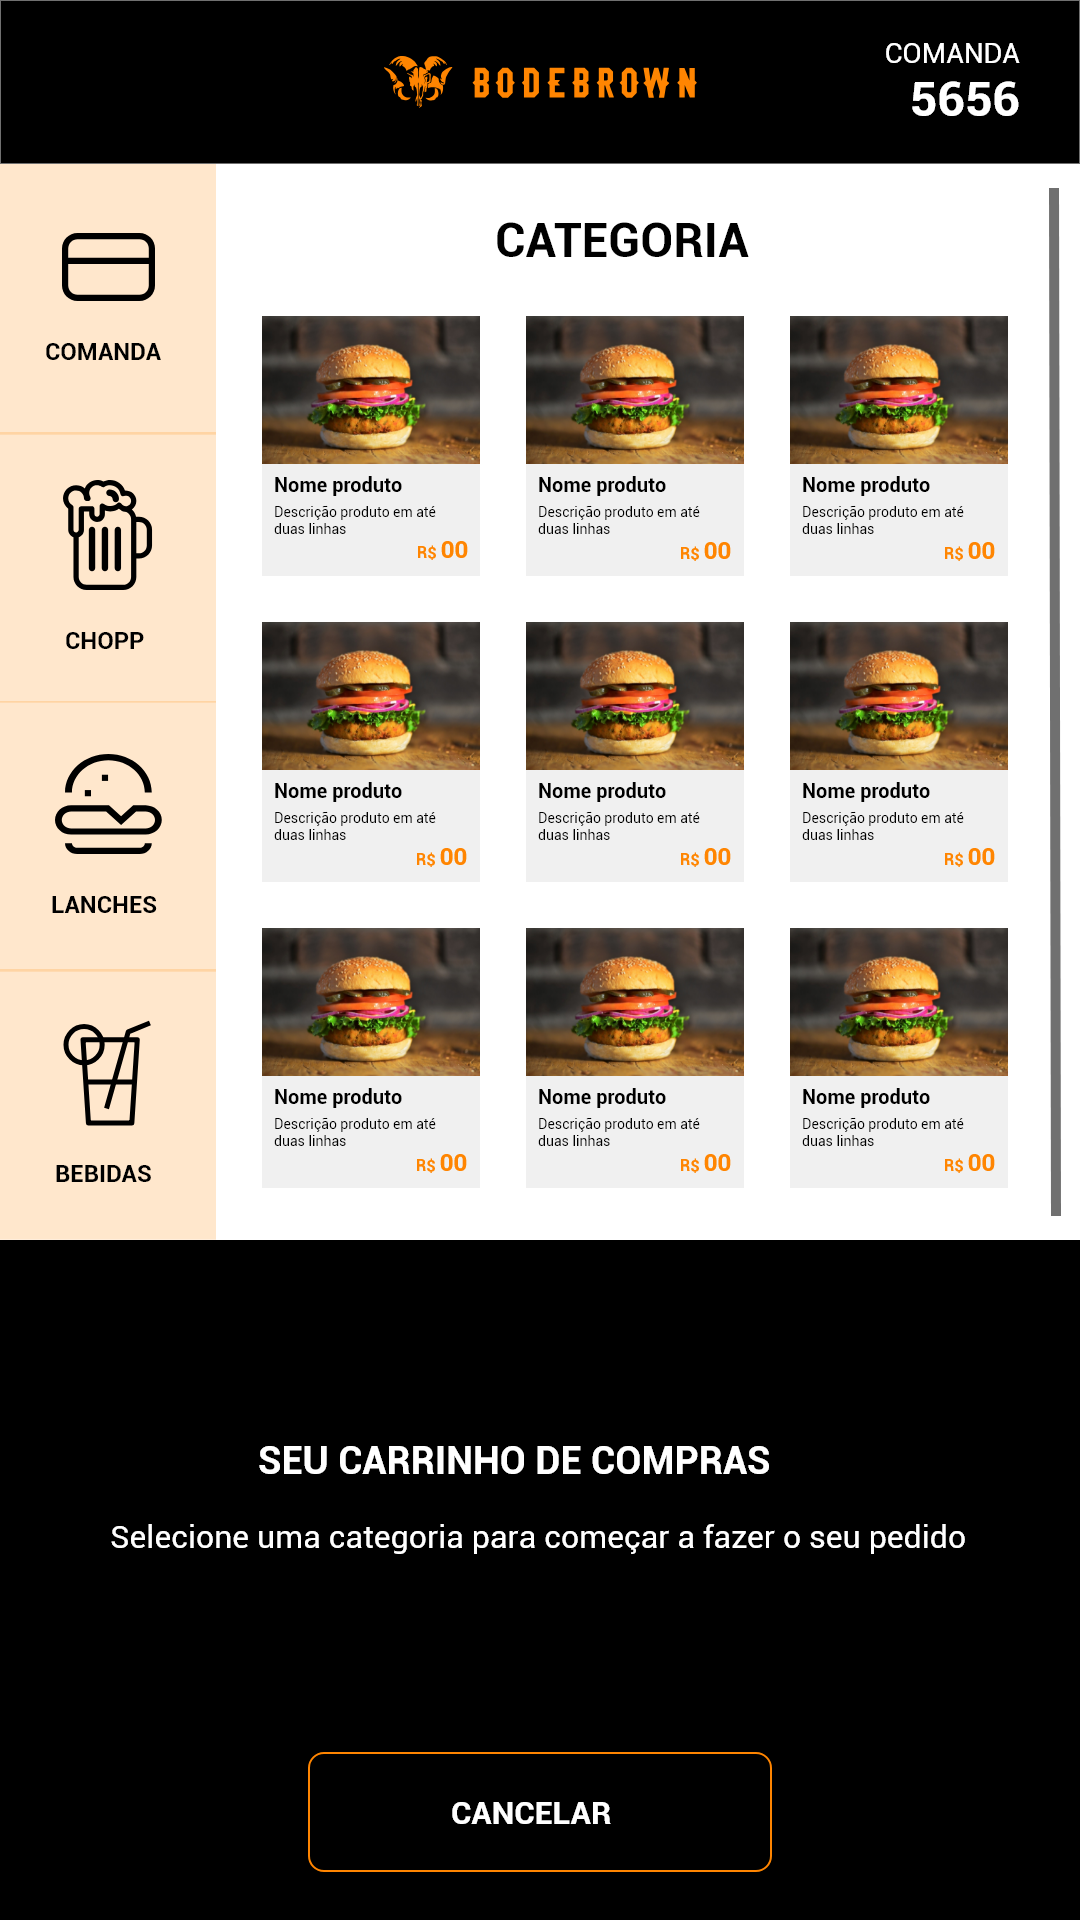 BODEBROWN
COMANDA
5656
COMANDA
CHOPP
LANCHES
BEBIDAS
CATEGORIA
Nome produto
Descrição produto em até
duas linhas
R$ 00
Nome produto
Descrição produto em até
duas linhas
R$ 00
Nome produto
Descrição produto em até
duas linhas
R$ 00
Nome produto
Descrição produto em até
duas linhas
R$ 00
Nome produto
Descrição produto em até
duas linhas
R$ 00
Nome produto
Descrição produto em até
duas linhas
R$ 00
Nome produto
Descrição produto em até
duas linhas
R$ 00
Nome produto
Descrição produto em até
duas linhas
R$ 00
Nome produto
Descrição produto em até
duas linhas
R$ 00
SEU CARRINHO DE COMPRAS
Selecione uma categoria para começar a fazer o seu pedido
CANCELAR